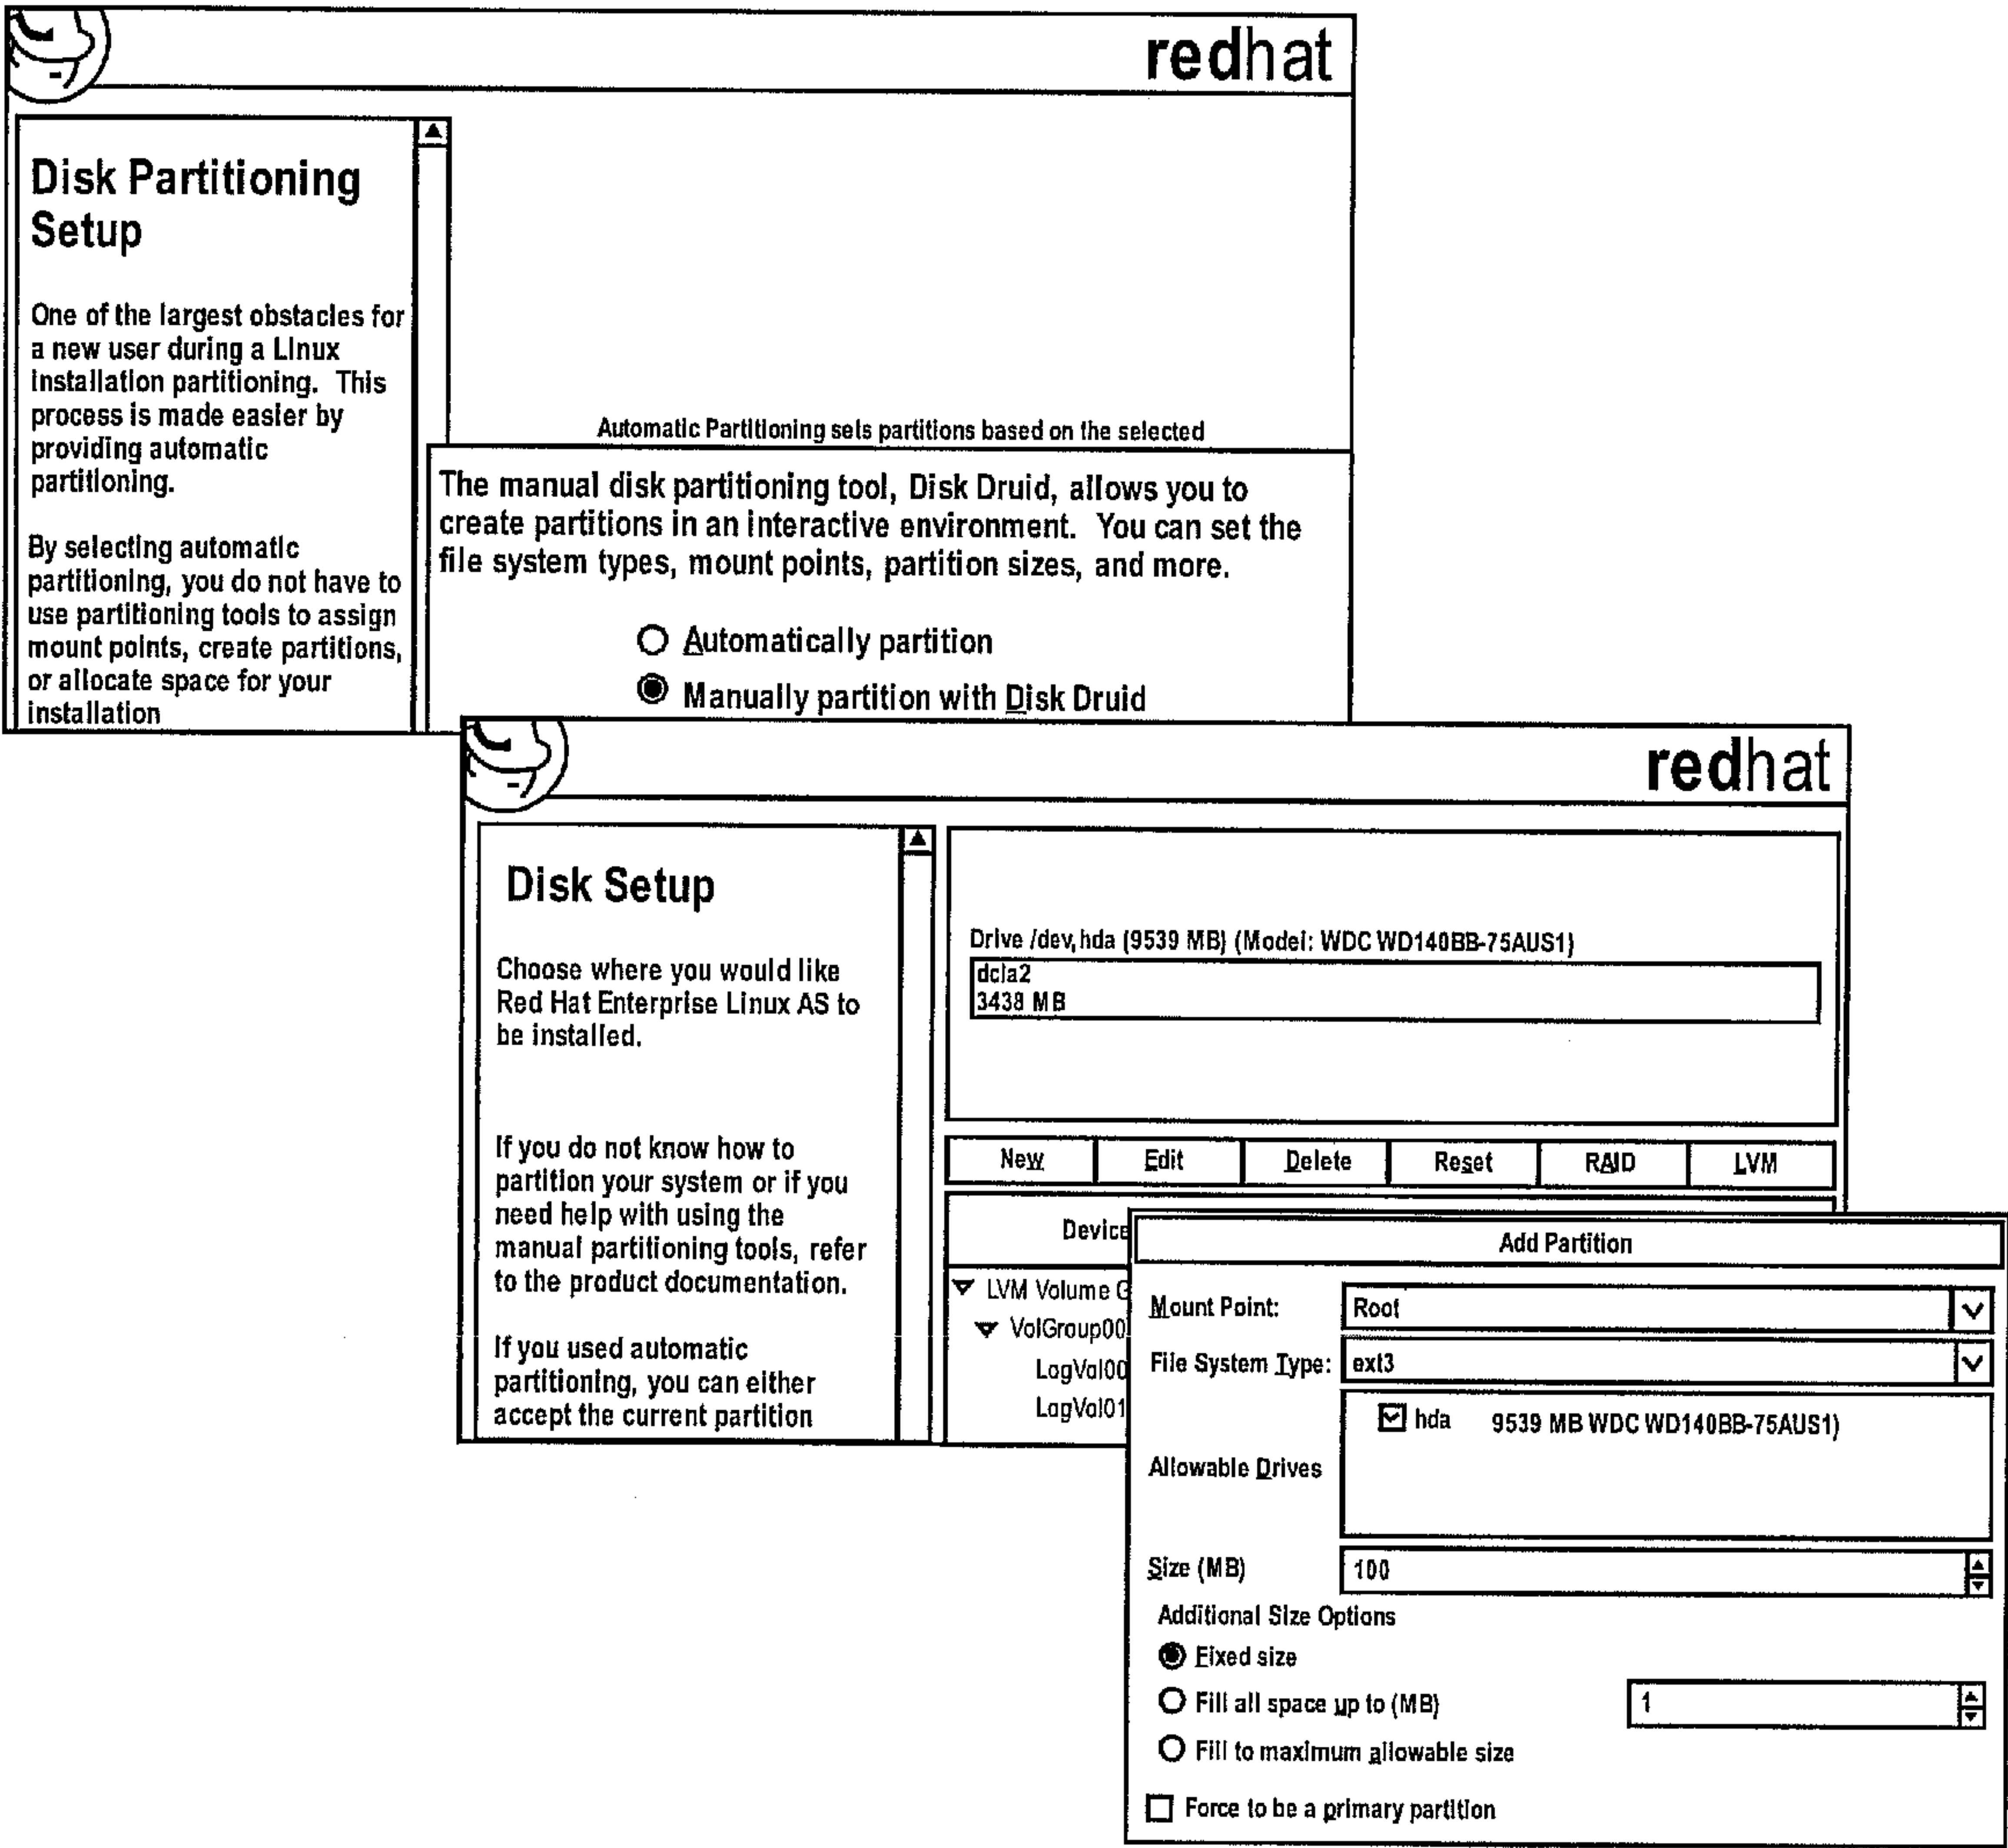 redhat
Disk Partitioning
Setup
One of the largest obstacles for
a new user during a Linux
installation partitioning. This
process is made easier by
providing automatic
partitioning.
By selecting automatic
partitioning, you do not have to
use partitioning tools to assign
mount points, create partitions,
or allocate space for your
installation
Automatic Partitioning sets partitions based on the selected
The manual disk partitioning tool, Disk Druid, allows you to
create partitions in an interactive environment. You can set the
file system types, mount points, partition sizes, and more.
Automatically partition
Manually partition with Disk Druid
redhat
Disk Setup
Choose where you would like
Red Hat Enterprise Linux AS to
be installed.
If you do not know how to
partition your system or if you
need help with using the
manual partitioning tools, refer
to the product documentation.
If you used automatic
partitioning, you can either
accept the current partition
Drive /dev,hda (9539 MB) (Model: WDC WD140BB-75AUS1)
dcla2
3438 MB
New Edit Delete Reset RAID LVM
Device
LVM Volume G
VolGroup00
LogVol00
LogVol01
Add Partition
Mount Point: Root
File System Type: ext3
hda 9539 MB WDC WD140BB-75AUS1)
Allowable Drives
Size (MB) 100
Additional Size Options
Fixed size
Fill all space up to (MB) 1
Fill to maximum allowable size
Force to be a primary partition